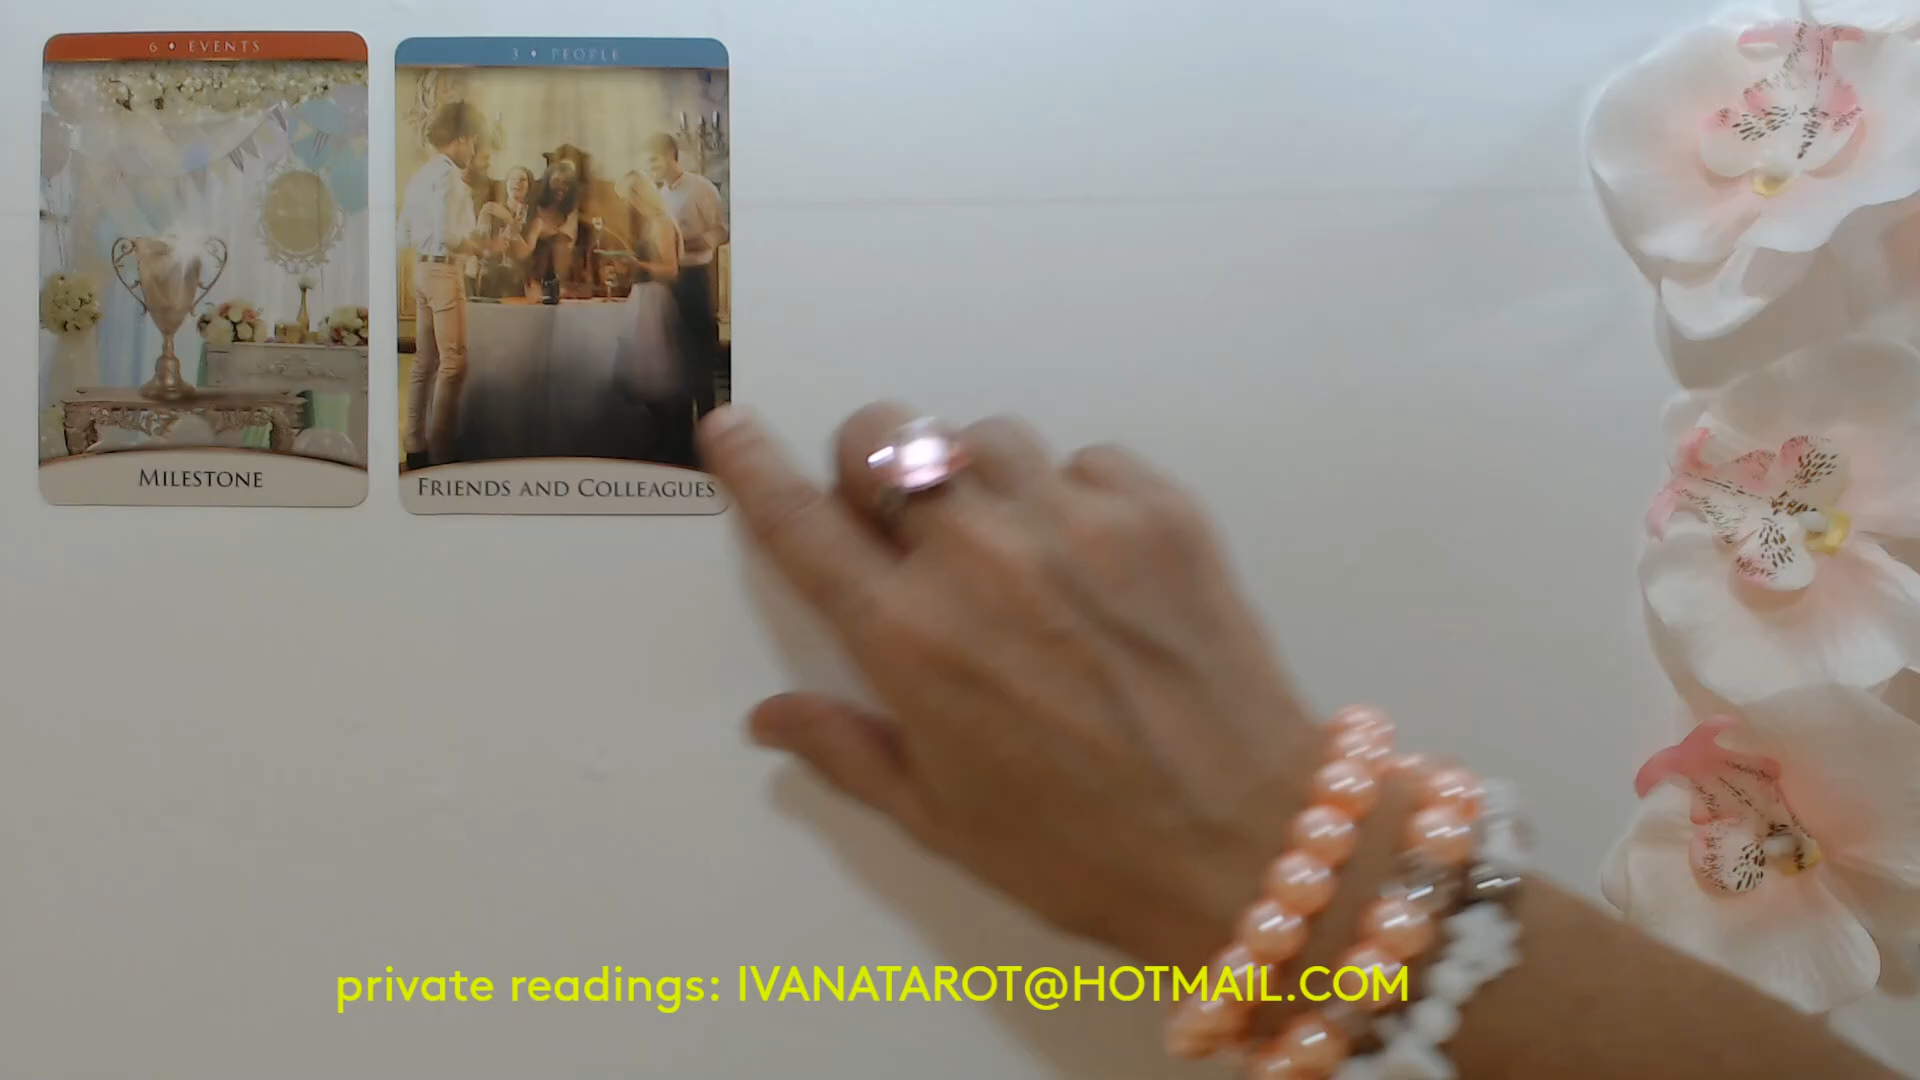 6 ♦ EVENTS
MILESTONE
3 • PEOPLE
FRIENDS AND COLLEAGUES
private readings: IVANATAROT@HOTMAIL.COM